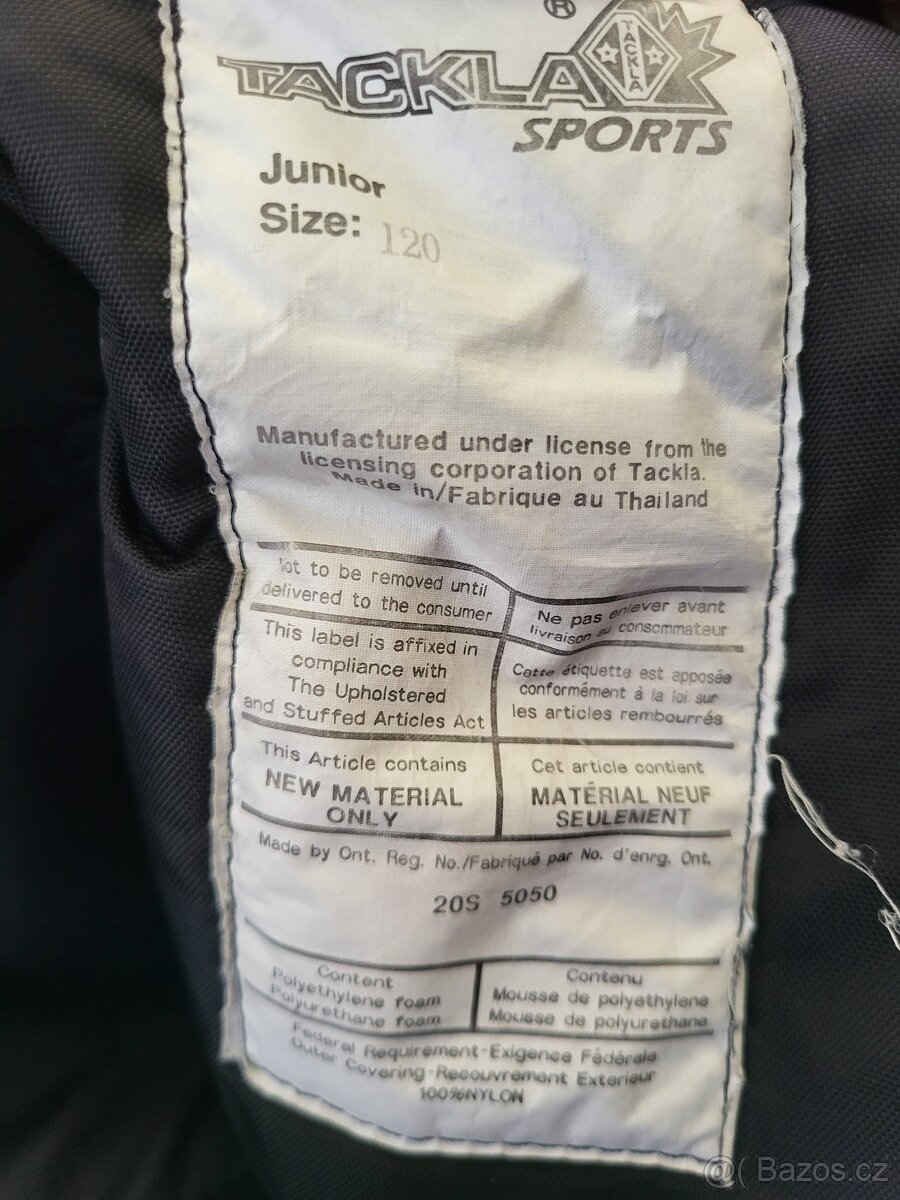 ®
TACKLA
TACKLA
SPORTS
Junior
Size: 120
Manufactured under license from the
licensing corporation of Tackla.
Made in/Fabrique au Thailand
Not to be removed until
delivered to the consumer
Ne pas enlever avant
livraison au consommateur
This label is affixed in
compliance with
The Upholstered
and Stuffed Articles Act
Cette étiquette est apposée
conformément à la loi sur
les articles rembourrés
This Article contains
NEW MATERIAL
ONLY
Cet article contient
MATÉRIAL NEUF
SEULEMENT
Made by Ont. Reg. No./Fabriqué par No. d'enrg. Ont.
20S 5050
Content
Polyethylene foam
Polyurethane foam
Contenu
Mousse de polyethylene
Mousse de polyurethane
Federal Requirement-Exigence Fédérale
Outer Covering-Recouvrement Exterieur
100%NYLON
@( Bazos.cz